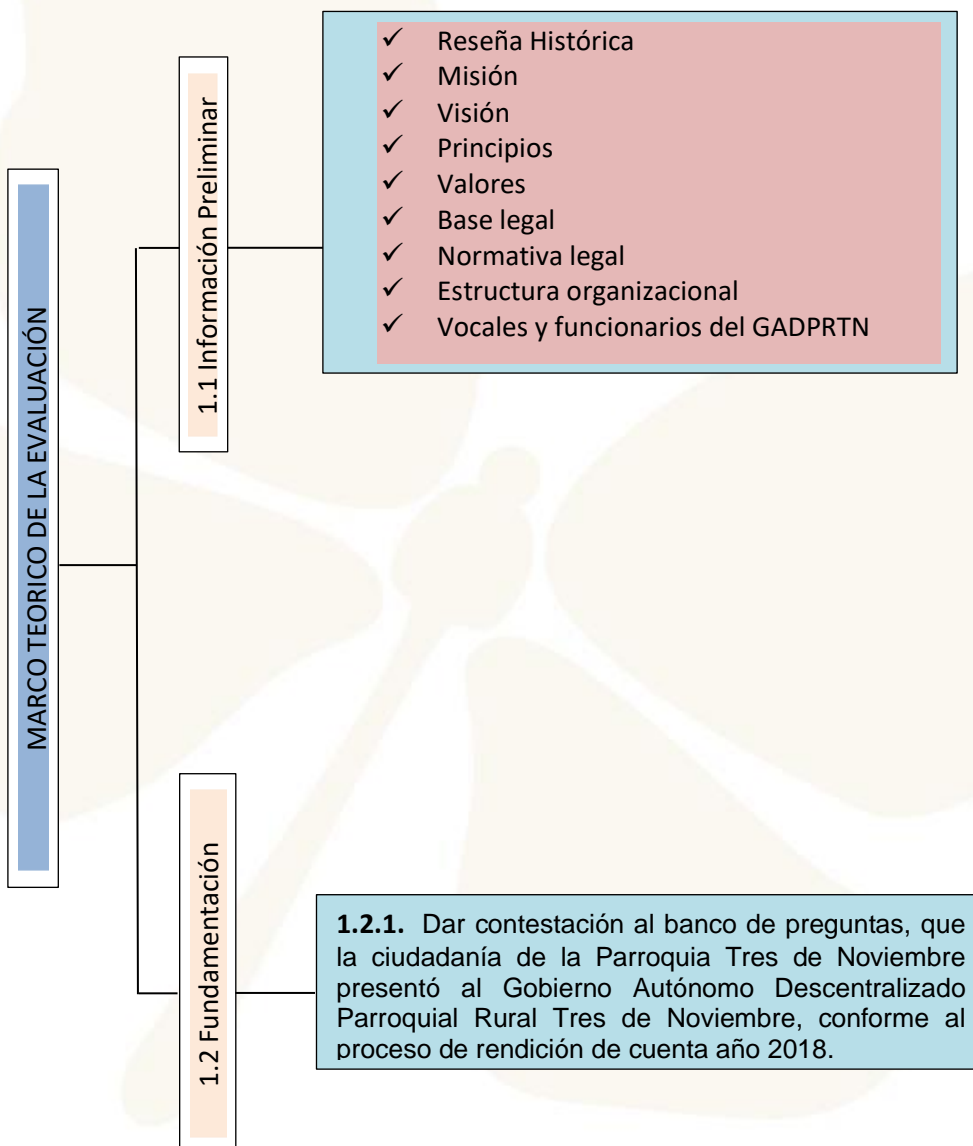 MARCO TEORICO DE LA EVALUACIÓN
1.1 Información Preliminar
✓ Reseña Histórica
✓ Misión
✓ Visión
✓ Principios
✓ Valores
✓ Base legal
✓ Normativa legal
✓ Estructura organizacional
✓ Vocales y funcionarios del GADPRTN
1.2 Fundamentación
1.2.1. Dar contestación al banco de preguntas, que
la ciudadanía de la Parroquia Tres de Noviembre
presentó al Gobierno Autónomo Descentralizado
Parroquial Rural Tres de Noviembre, conforme al
proceso de rendición de cuenta año 2018.